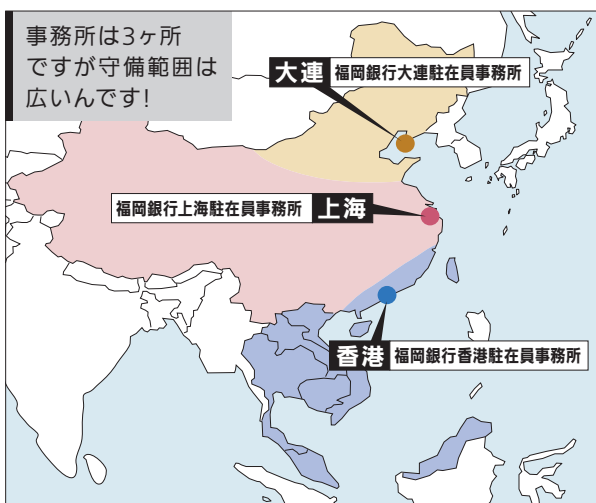 事務所は3ヶ所
ですが守備範囲は
広いんです!
大連 福岡銀行大連駐在員事務所
福岡銀行上海駐在員事務所 上海
香港 福岡銀行香港駐在員事務所